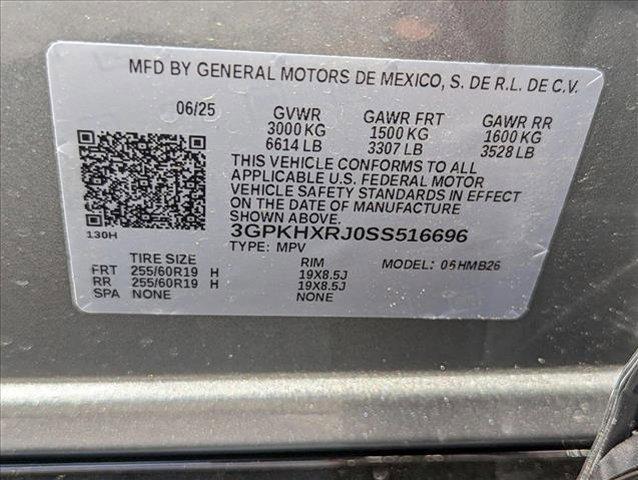 MFD BY GENERAL MOTORS DE MEXICO, S. DE R.L. DE C.V.
06/25 GVWR GAWR FRT GAWR RR
3000 KG 1500 KG 1600 KG
6614 LB 3307 LB 3528 LB
THIS VEHICLE CONFORMS TO ALL
APPLICABLE U.S. FEDERAL MOTOR
VEHICLE SAFETY STANDARDS IN EFFECT
ON THE DATE OF MANUFACTURE
SHOWN ABOVE.
130H 3GPKHXRJ0SS516696
TYPE: MPV
TIRE SIZE RIM MODEL: 06HMB26
FRT 255/60R19 H 19X8.5J
RR 255/60R19 H 19X8.5J
SPA NONE NONE